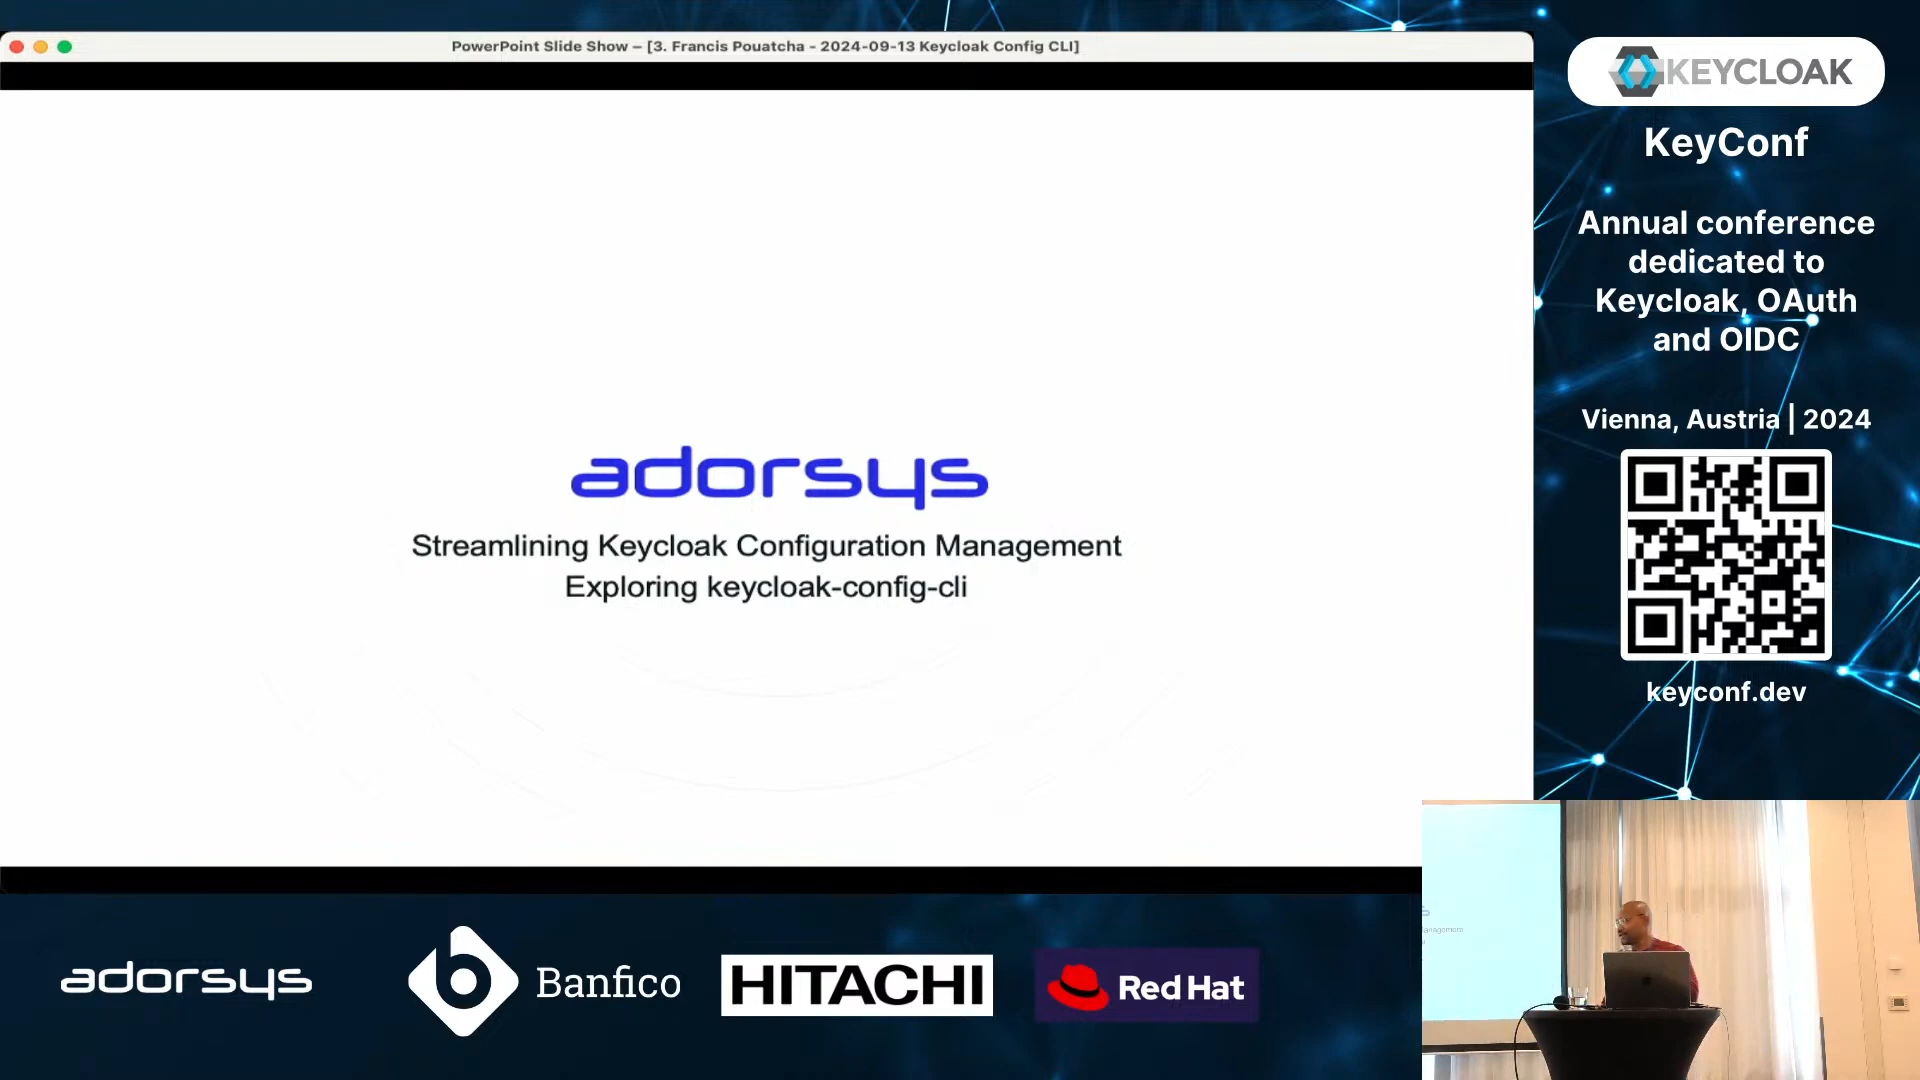 PowerPoint Slide Show – [3. Francis Pouatcha - 2024-09-13 Keycloak Config CLI]
adorsys
Streamlining Keycloak Configuration Management
Exploring keycloak-config-cli
KEYCLOAK
KeyConf
Annual conference
dedicated to
Keycloak, OAuth
and OIDC
Vienna, Austria | 2024
keyconf.dev
adorsys
Banfico
HITACHI
Red Hat